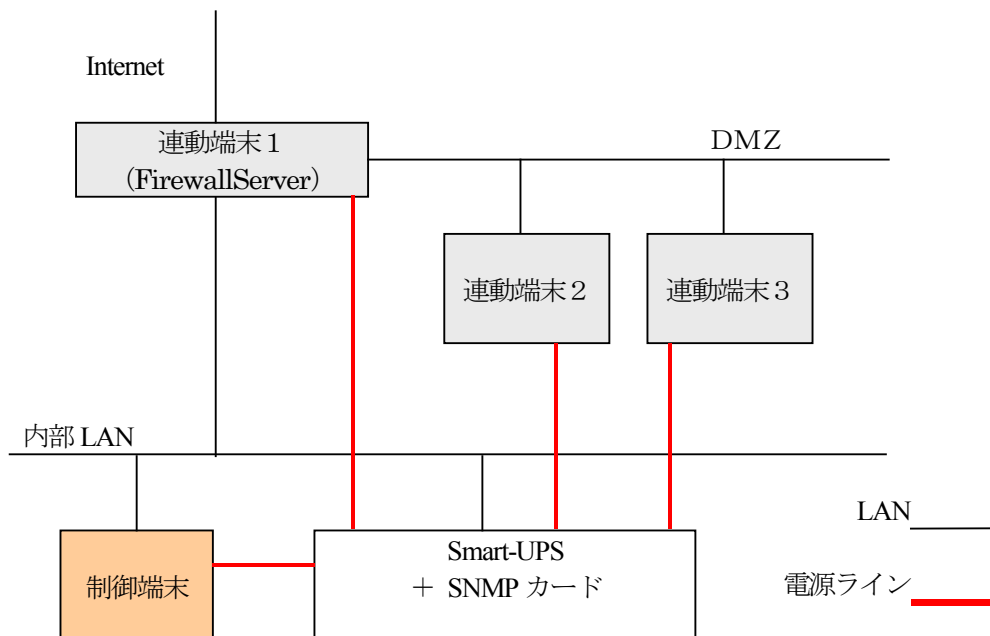 Internet
連動端末１
(FirewallServer)
ＤＭＺ
連動端末２
連動端末３
内部 LAN
LAN
Smart-UPS
＋ SNMP カード
制御端末
電源ライン